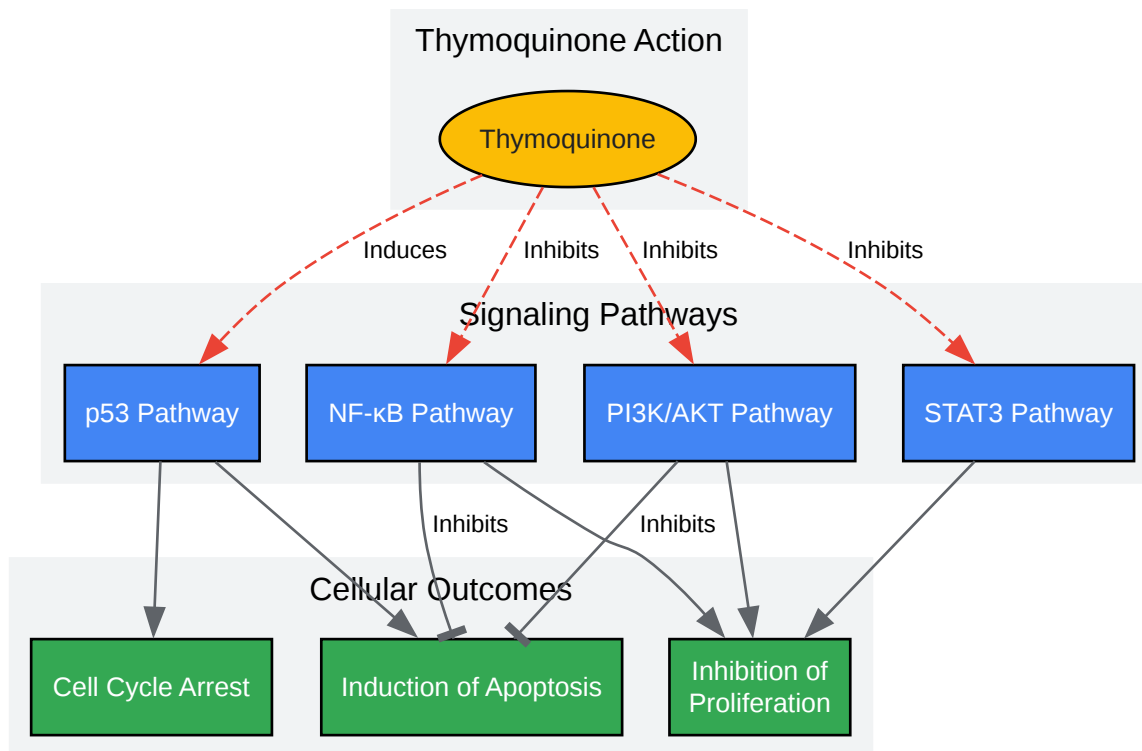 Thymoquinone Action
Thymoquinone
Induces
Inhibits
Inhibits
Inhibits
Signaling Pathways
p53 Pathway
NF-κB Pathway
PI3K/AKT Pathway
STAT3 Pathway
Inhibits
Inhibits
Cellular Outcomes
Cell Cycle Arrest
Induction of Apoptosis
Inhibition of
Proliferation